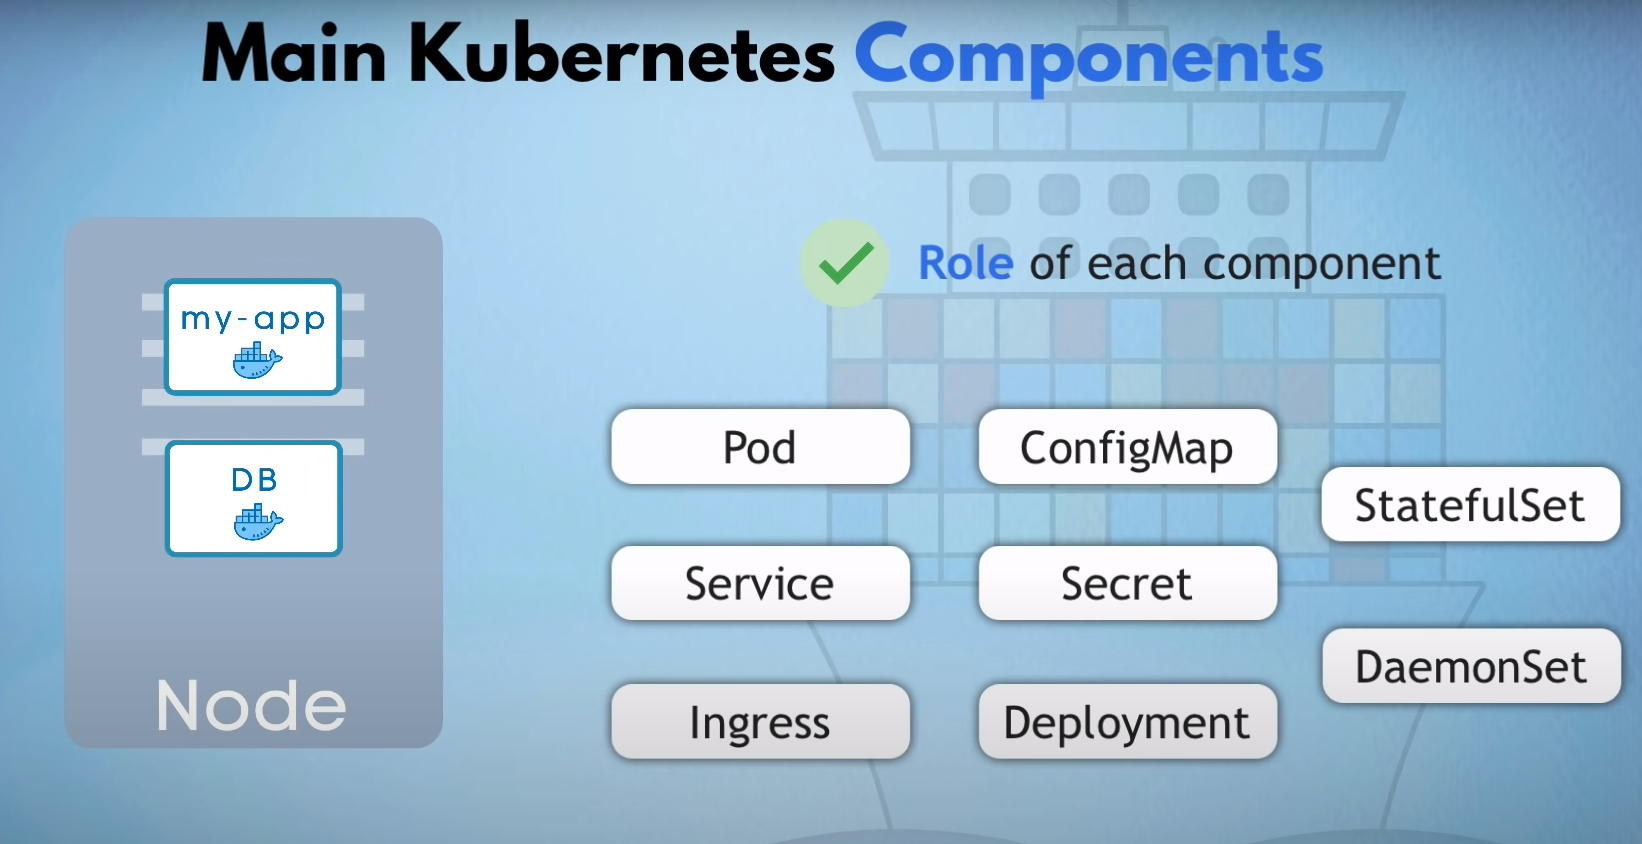 Main Kubernetes Components
Role of each component
my-app
DB
Node
Pod
ConfigMap
StatefulSet
Service
Secret
DaemonSet
Ingress
Deployment